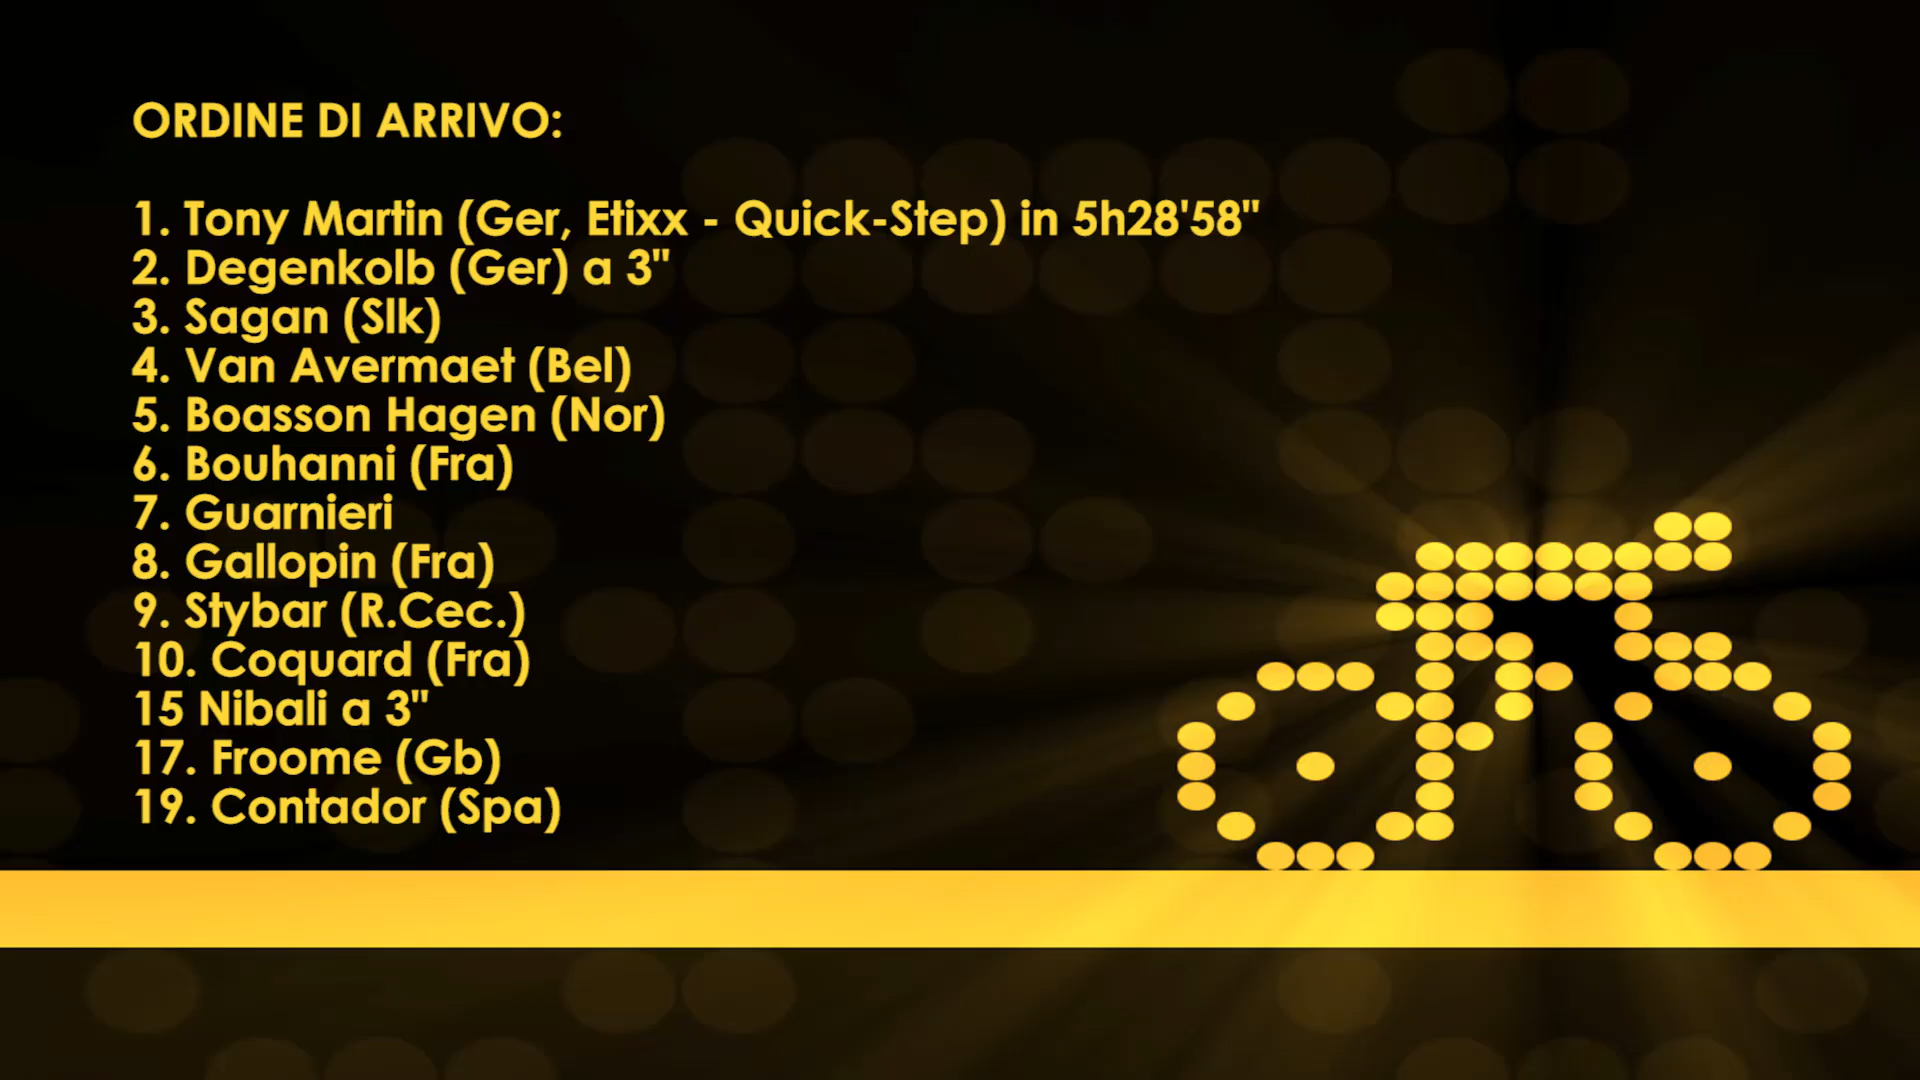 ORDINE DI ARRIVO:
1. Tony Martin (Ger, Etixx - Quick-Step) in 5h28'58"
2. Degenkolb (Ger) a 3"
3. Sagan (Slk)
4. Van Avermaet (Bel)
5. Boasson Hagen (Nor)
6. Bouhanni (Fra)
7. Guarnieri
8. Gallopin (Fra)
9. Stybar (R.Cec.)
10. Coquard (Fra)
15 Nibali a 3"
17. Froome (Gb)
19. Contador (Spa)